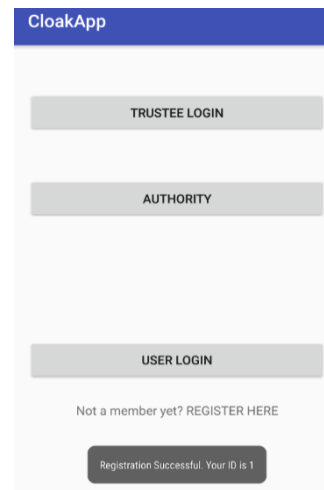 CloakApp
TRUSTEE LOGIN
AUTHORITY
USER LOGIN
Not a member yet? REGISTER HERE
Registration Successful. Your ID is 1